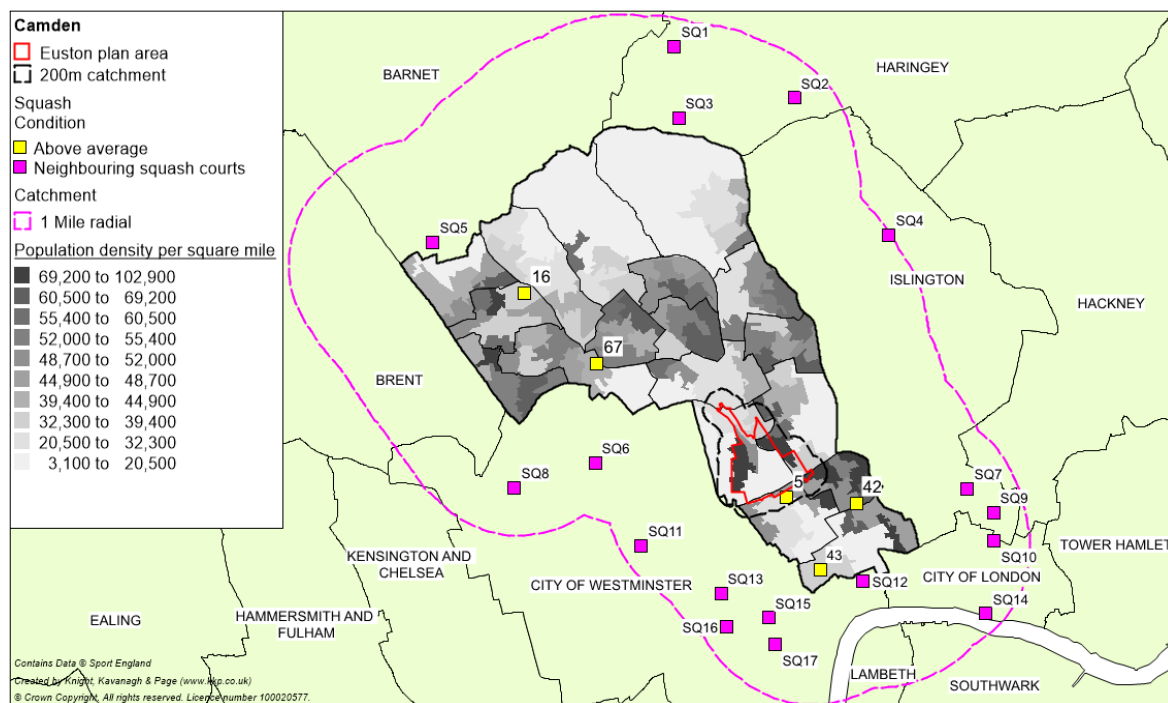 Camden
Euston plan area
200m catchment
Squash
Condition
Above average
Neighbouring squash courts
Catchment
1 Mile radial
Population density per square mile
69,200 to 102,900
60,500 to 69,200
55,400 to 60,500
52,000 to 55,400
48,700 to 52,000
44,900 to 48,700
39,400 to 44,900
32,300 to 39,400
20,500 to 32,300
3,100 to 20,500
SQ1
BARNET
HARINGEY
SQ2
SQ3
SQ4
SQ5
ISLINGTON
16
HACKNEY
67
BRENT
SQ6
SQ8
5
42
SQ7
SQ9
SQ11
SQ10
TOWER HAMLET
KENSINGTON AND
CHELSEA
43
CITY OF WESTMINSTER
SQ12
CITY OF LONDON
SQ13
SQ14
SQ15
SQ16
SQ17
EALING
HAMMERSMITH AND
FULHAM
LAMBETH
SOUTHWARK
Contains Data ® Sport England
Created by Knight, Kavanagh & Page (www.kkp.co.uk)
® Crown Copyright, All rights reserved. Licence number 100020577.